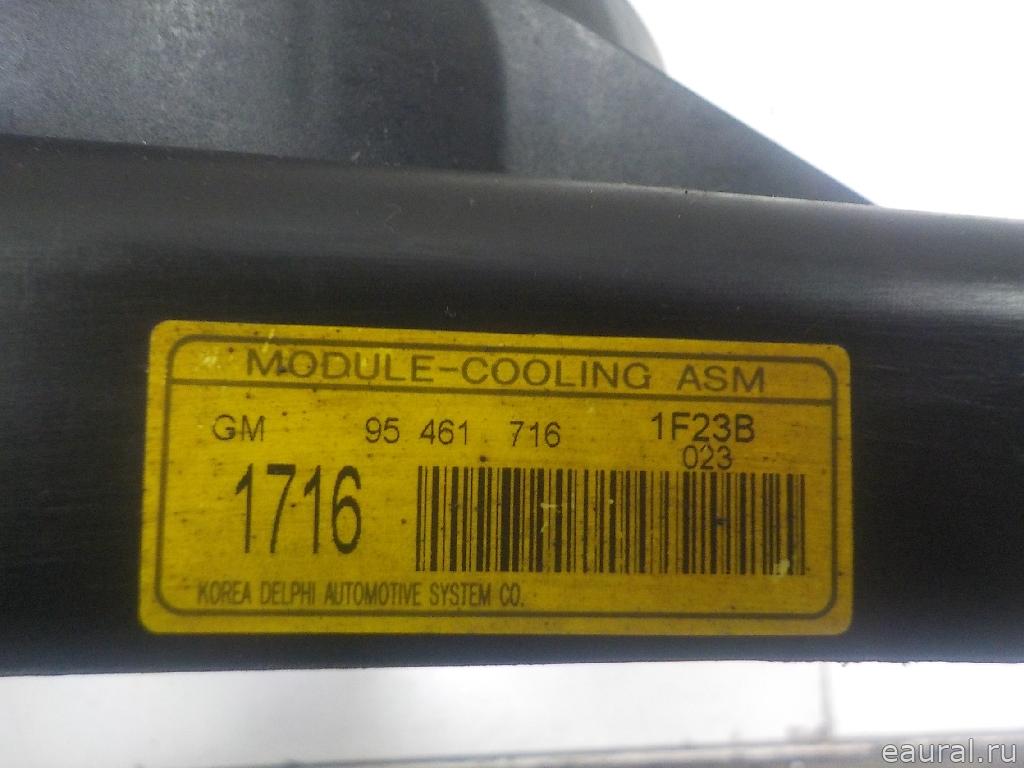 MODULE-COOLING ASM
GM 95 461 716 1F23B
023
1716
KOREA DELPHI AUTOMOTIVE SYSTEM CO.
eaural.ru